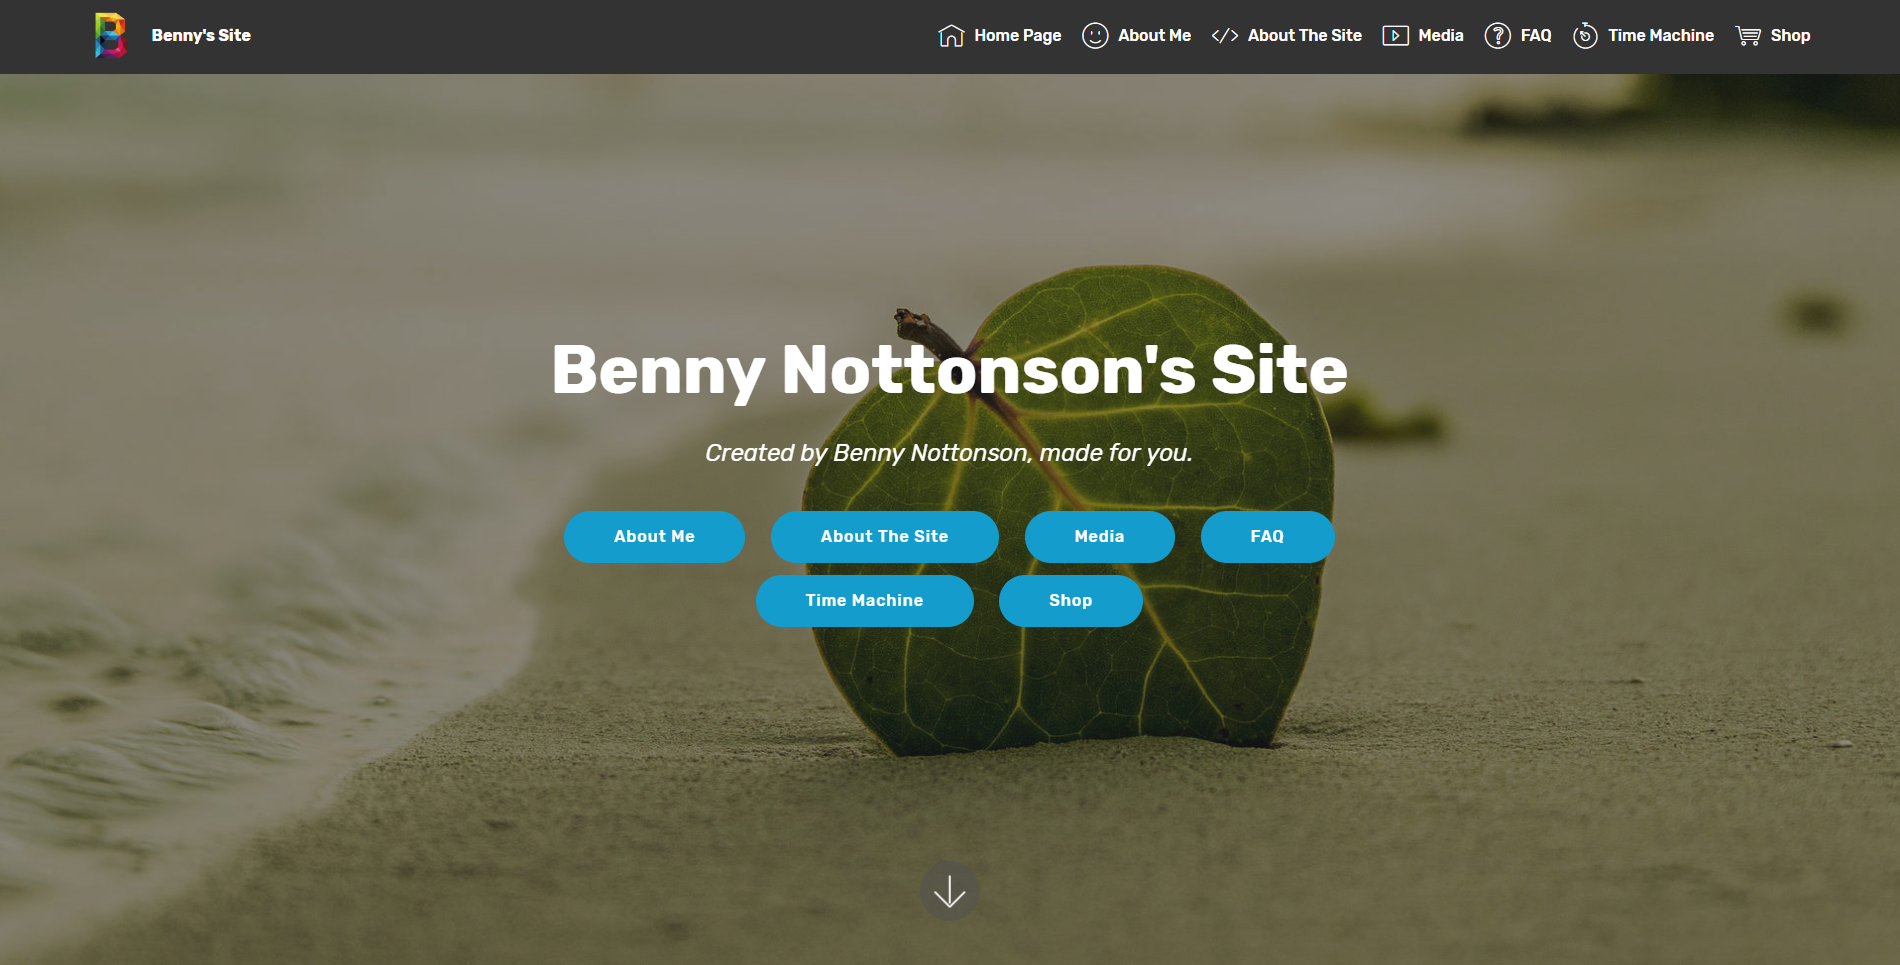 Benny's Site
Home Page About Me About The Site Media FAQ Time Machine Shop
Benny Nottonson's Site
Created by Benny Nottonson, made for you.
About Me About The Site Media FAQ
Time Machine Shop